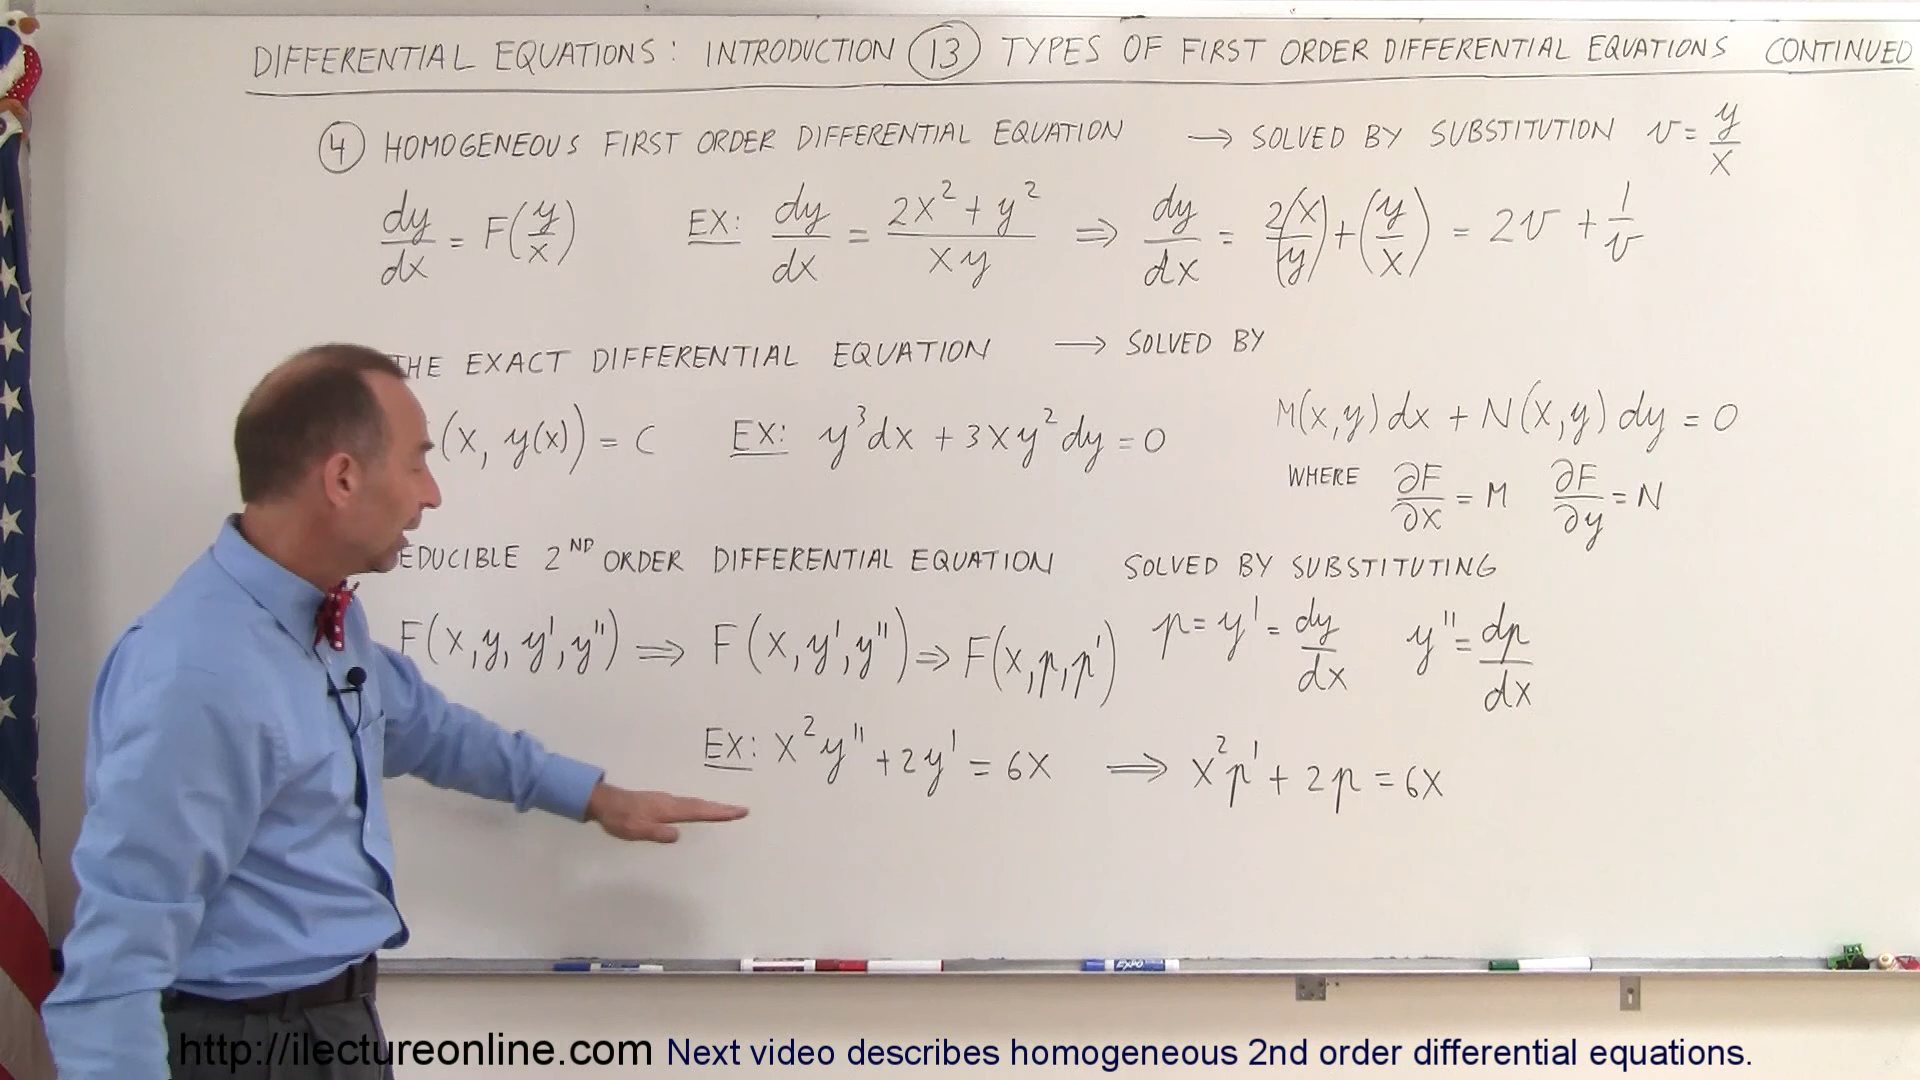 DIFFERENTIAL EQUATIONS: INTRODUCTION 13 TYPES OF FIRST ORDER DIFFERENTIAL EQUATIONS CONTINUED
4 HOMOGENEOUS FIRST ORDER DIFFERENTIAL EQUATION → SOLVED BY SUBSTITUTION v = y/x
dy/dx = F(y/x) EX: dy/dx = (2x² + y²)/(xy) ⇒ dy/dx = 2(x/y) + (y/x) = 2v + 1/v
THE EXACT DIFFERENTIAL EQUATION → SOLVED BY
(x, y(x)) = C EX: y³dx + 3xy²dy = 0 M(x,y)dx + N(x,y)dy = 0
WHERE ∂F/∂x = M ∂F/∂y = N
EDUCIBLE 2ND ORDER DIFFERENTIAL EQUATION SOLVED BY SUBSTITUTING
F(x,y,y',y'') ⇒ F(x,y',y'') ⇒ F(x,p,p') p = y' = dy/dx y'' = dp/dx
EX: x²y'' + 2y' = 6x ⇒ x²p' + 2p = 6x
EXPO
http://ilectureonline.com Next video describes homogeneous 2nd order differential equations.